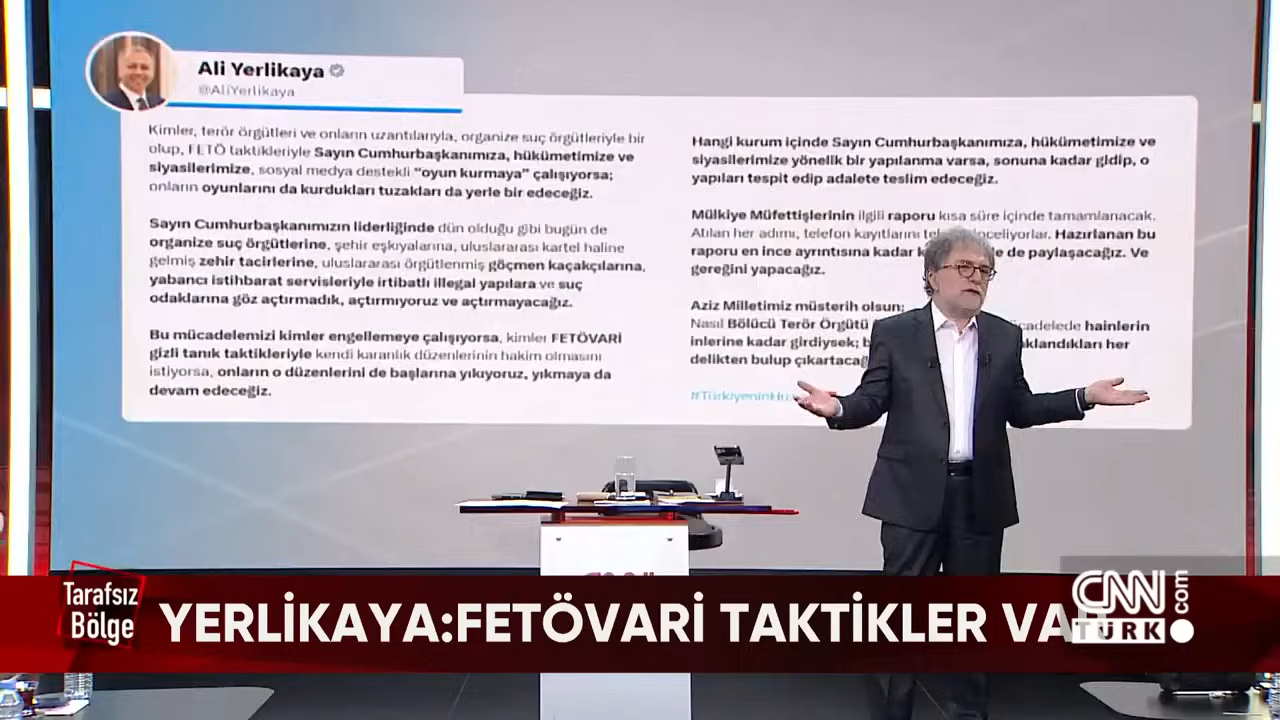 Ali Yerlikaya
@AliYerlikaya
Kimler, terör örgütleri ve onların uzantılarıyla, organize suç örgütleriyle bir
olup, FETÖ taktikleriyle Sayın Cumhurbaşkanımıza, hükümetimize ve
siyasilerimize, sosyal medya destekli "oyun kurmaya" çalışıyorsa;
onların oyunlarını da kurdukları tuzakları da yerle bir edeceğiz.
Sayın Cumhurbaşkanımızın liderliğinde dün olduğu gibi bugün de
organize suç örgütlerine, şehir eşkıyalarına, uluslararası kartel haline
gelmiş zehir tacirlerine, uluslararası örgütlenmiş göçmen kaçakçılarına,
yabancı istihbarat servisleriyle irtibatlı illegal yapılara ve suç
odaklarına göz açtırmadık, açtırmıyoruz ve açtırmayacağız.
Bu mücadelemizi kimler engellemeye çalışıyorsa, kimler FETÖVARİ
gizli tanık taktikleriyle kendi karanlık düzenlerinin hakim olmasını
istiyorsa, onların o düzenlerini de başlarına yıkıyoruz, yıkmaya da
devam edeceğiz.
Hangi kurum içinde Sayın Cumhurbaşkanımıza, hükümetimize ve
siyasilerimize yönelik bir yapılanma varsa, sonuna kadar gidip, o
yapıları tespit edip adalete teslim edeceğiz.
Mülkiye Müfettişlerinin ilgili raporu kısa süre içinde tamamlanacak.
Atılan her adımı, telefon kayıtlarını inceliyorlar. Hazırlanan bu
raporu en ince ayrıntısına kadar de paylaşacağız. Ve
gereğini yapacağız.
Aziz Milletimiz müsterih olsun;
Nasıl Bölücü Terör Örgütü hainlerin
inlerine kadar girdiysek; her
delikten bulup çıkartacağ
Tarafsız
Bölge
YERLİKAYA:FETÖVARİ TAKTİKLER VA
CNN
TÜRK
.com